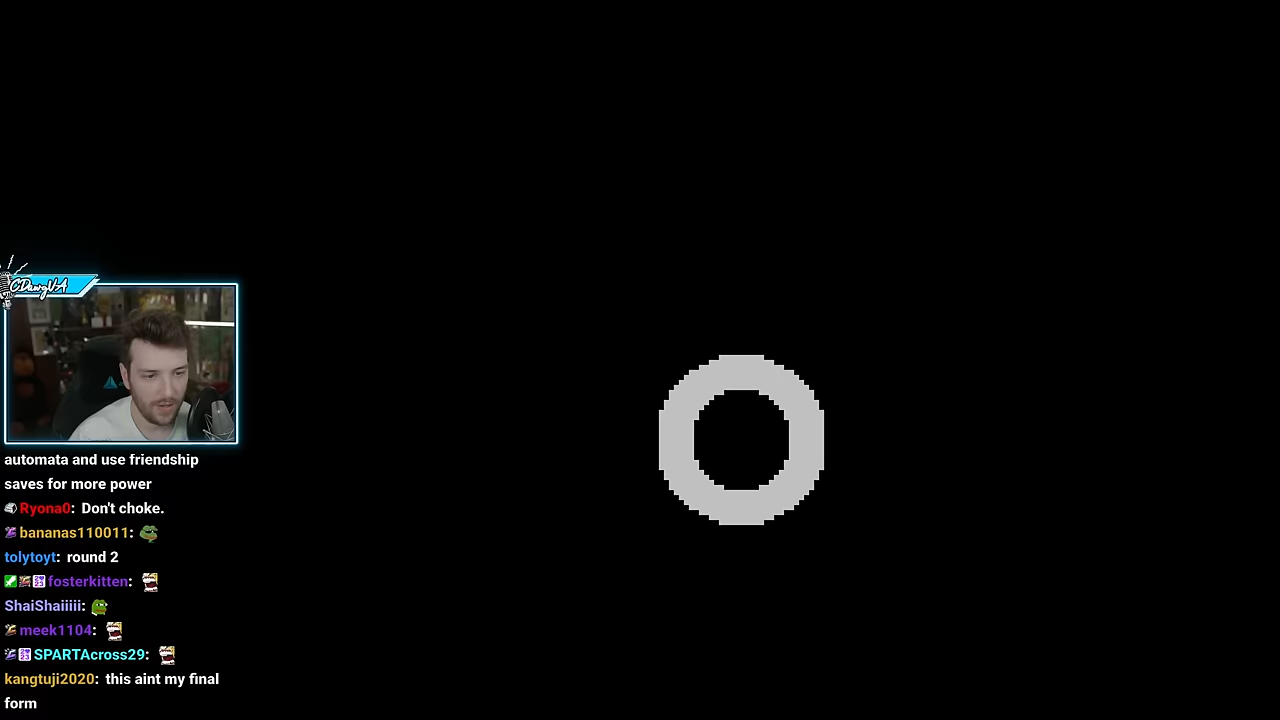 CDawgVA
automata and use friendship
saves for more power
Ryona0: Don't choke.
bananas110011:
tolytoyt: round 2
fosterkitten:
ShaiShaiiiii:
meek1104:
SPARTAcross29:
kangtuji2020: this aint my final
form